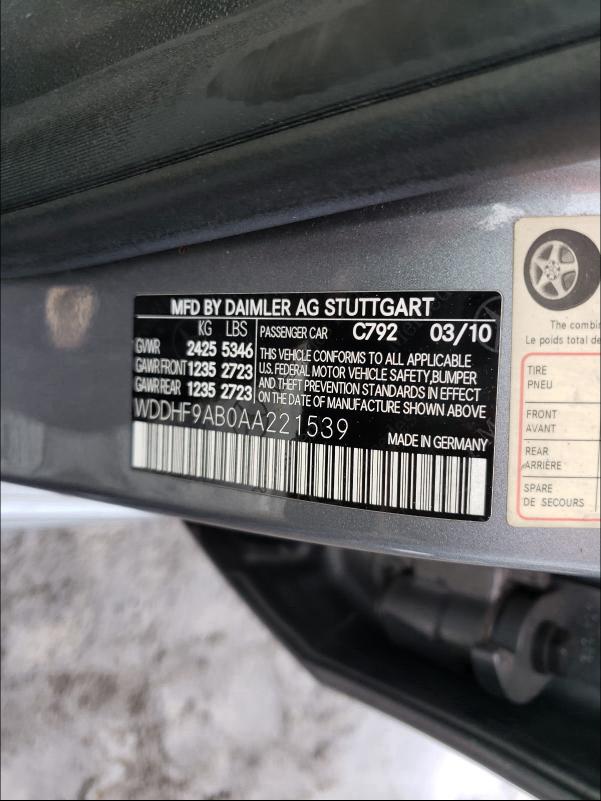 MFD BY DAIMLER AG STUTTGART
KG LBS
GVWR 2425 5346
GAWR FRONT 1235 2723
GAWR REAR 1235 2723
PASSENGER CAR C792 03/10
THIS VEHICLE CONFORMS TO ALL APPLICABLE
U.S. FEDERAL MOTOR VEHICLE SAFETY,BUMPER
AND THEFT PREVENTION STANDARDS IN EFFECT
ON THE DATE OF MANUFACTURE SHOWN ABOVE
WDDHF9AB0AA221539
MADE IN GERMANY
The combin
Le poids total de
TIRE
PNEU
FRONT
AVANT
REAR
ARRIÈRE
SPARE
DE SECOURS